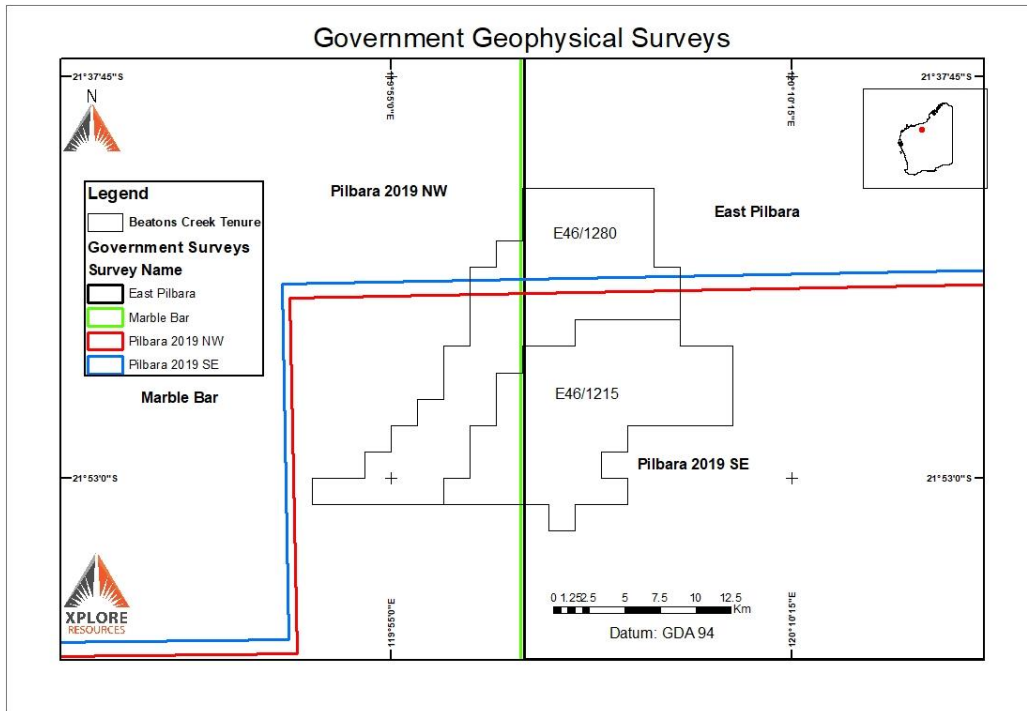 Government Geophysical Surveys
21°37'45"S
119°55'0"E
120°10'15"E
21°37'45"S
N
Pilbara 2019 NW
East Pilbara
Legend
Beatons Creek Tenure
Government Surveys
Survey Name
East Pilbara
Marble Bar
Pilbara 2019 NW
Pilbara 2019 SE
E46/1280
Marble Bar
E46/1215
Pilbara 2019 SE
21°53'0"S
21°53'0"S
XPLORE
RESOURCES
119°55'0"E
120°10'15"E
0 1.25 2.5 5 7.5 10 12.5
Km
Datum: GDA 94